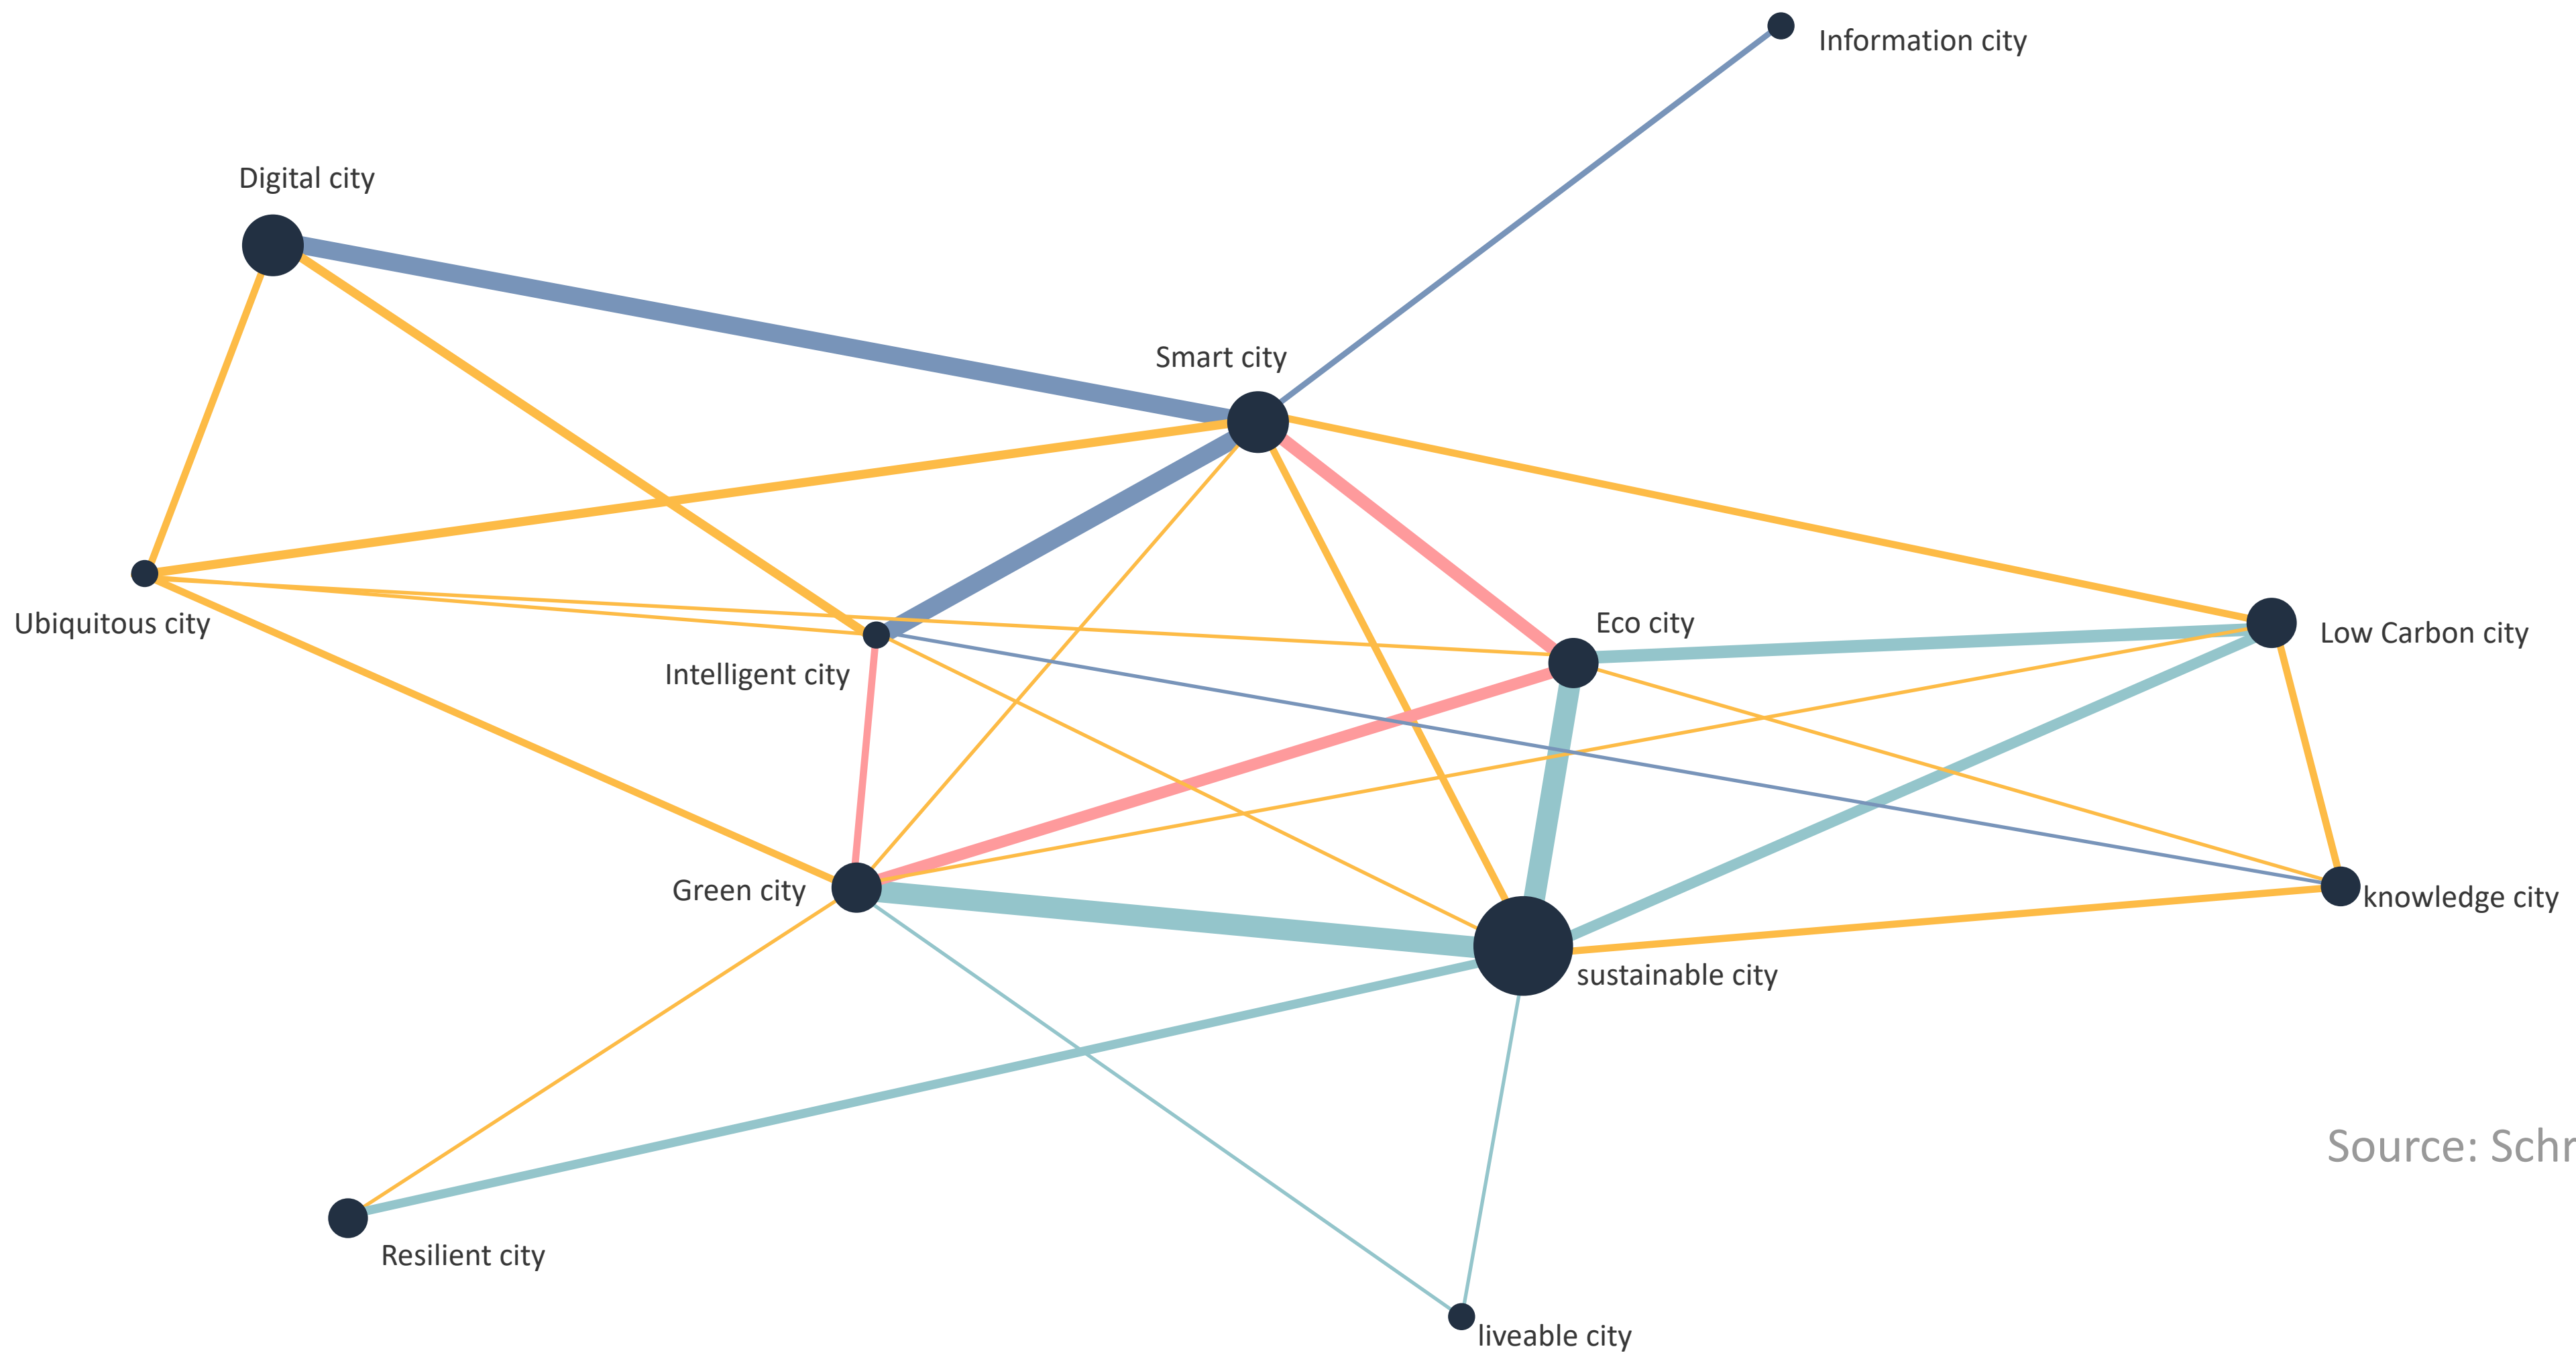 Information city
Digital city
Smart city
Ubiquitous city
Eco city
Low Carbon city
Intelligent city
Green city
knowledge city
sustainable city
Source:
Resilient city
liveable city